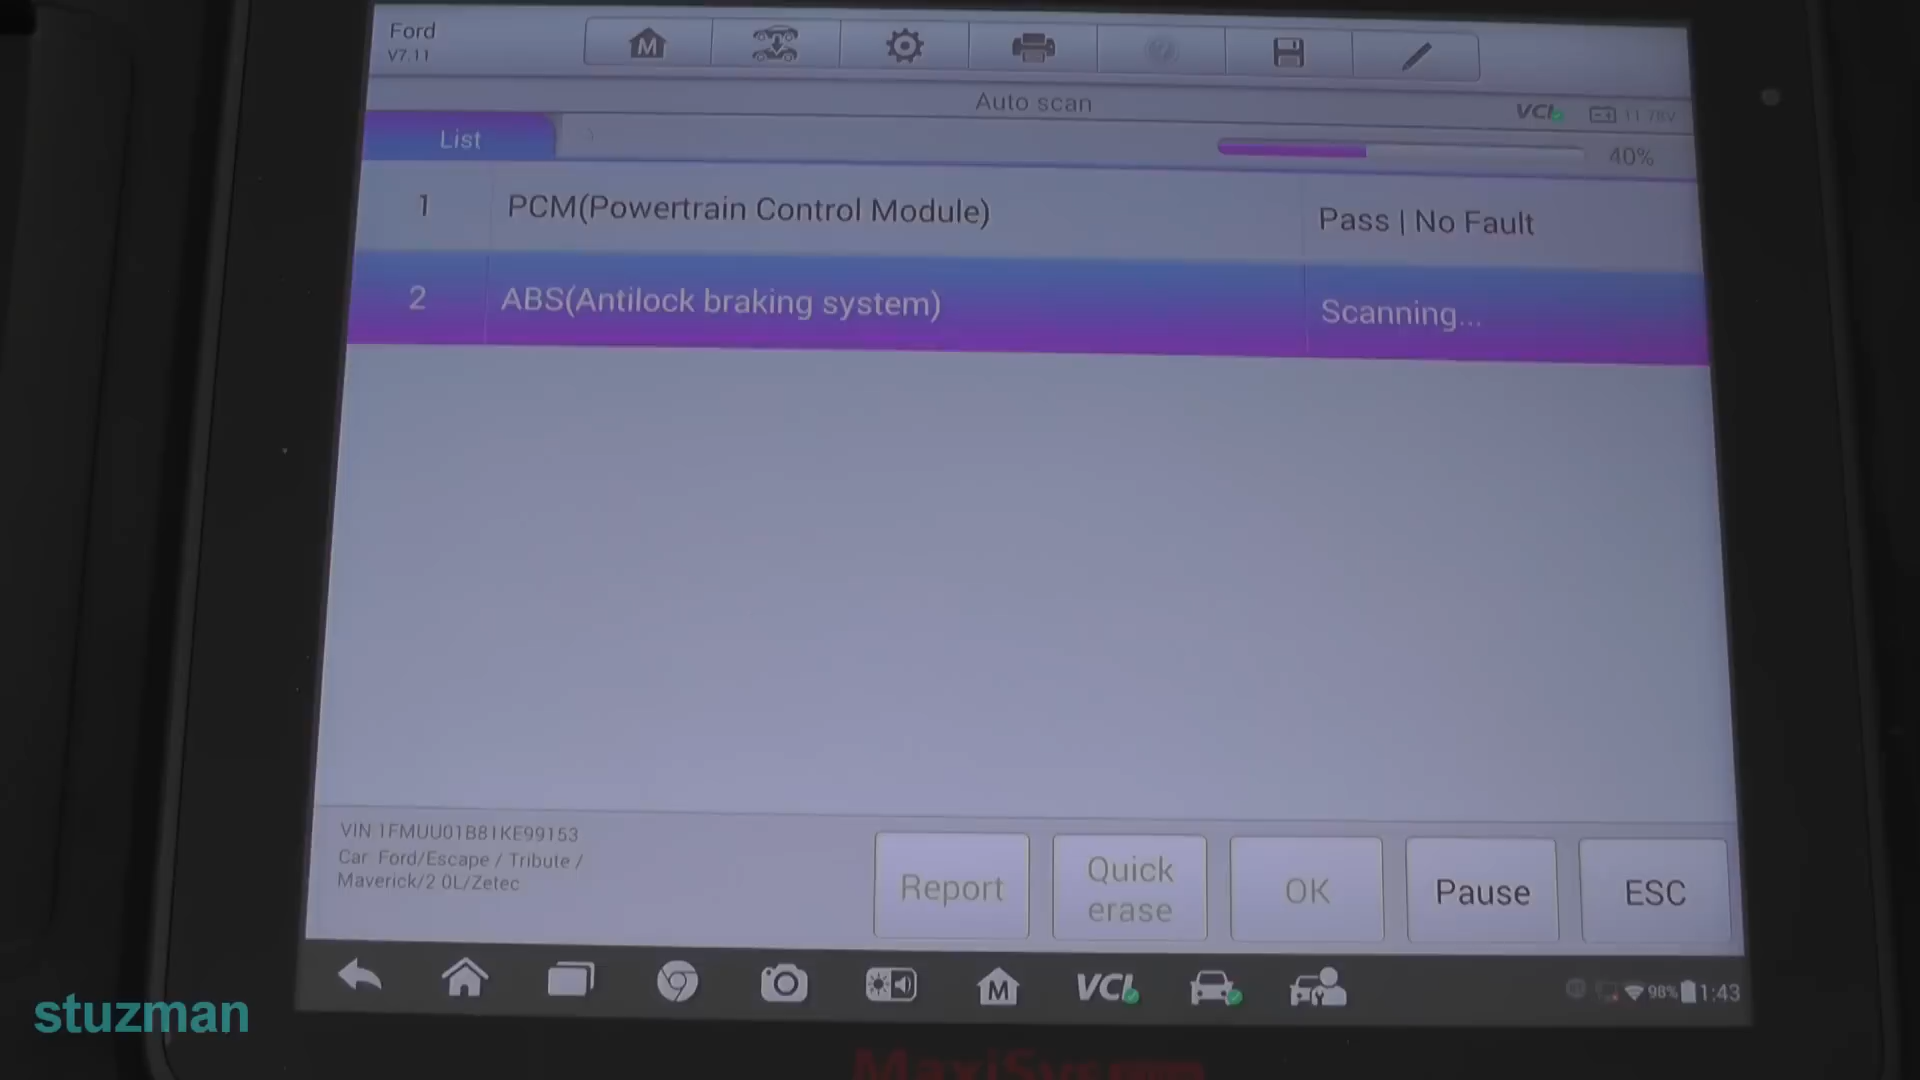 Ford
V7.11
M
Auto scan
VCI
List
40%
1 PCM(Powertrain Control Module) Pass | No Fault
2 ABS(Antilock braking system) Scanning...
VIN 1FMUU01B81KE99153
Car Ford/Escape / Tribute /
Maverick/2 0L/Zetec
Report
Quick
erase
OK
Pause
ESC
M
VCI
98%
1:43
stuzman
MaxiSys